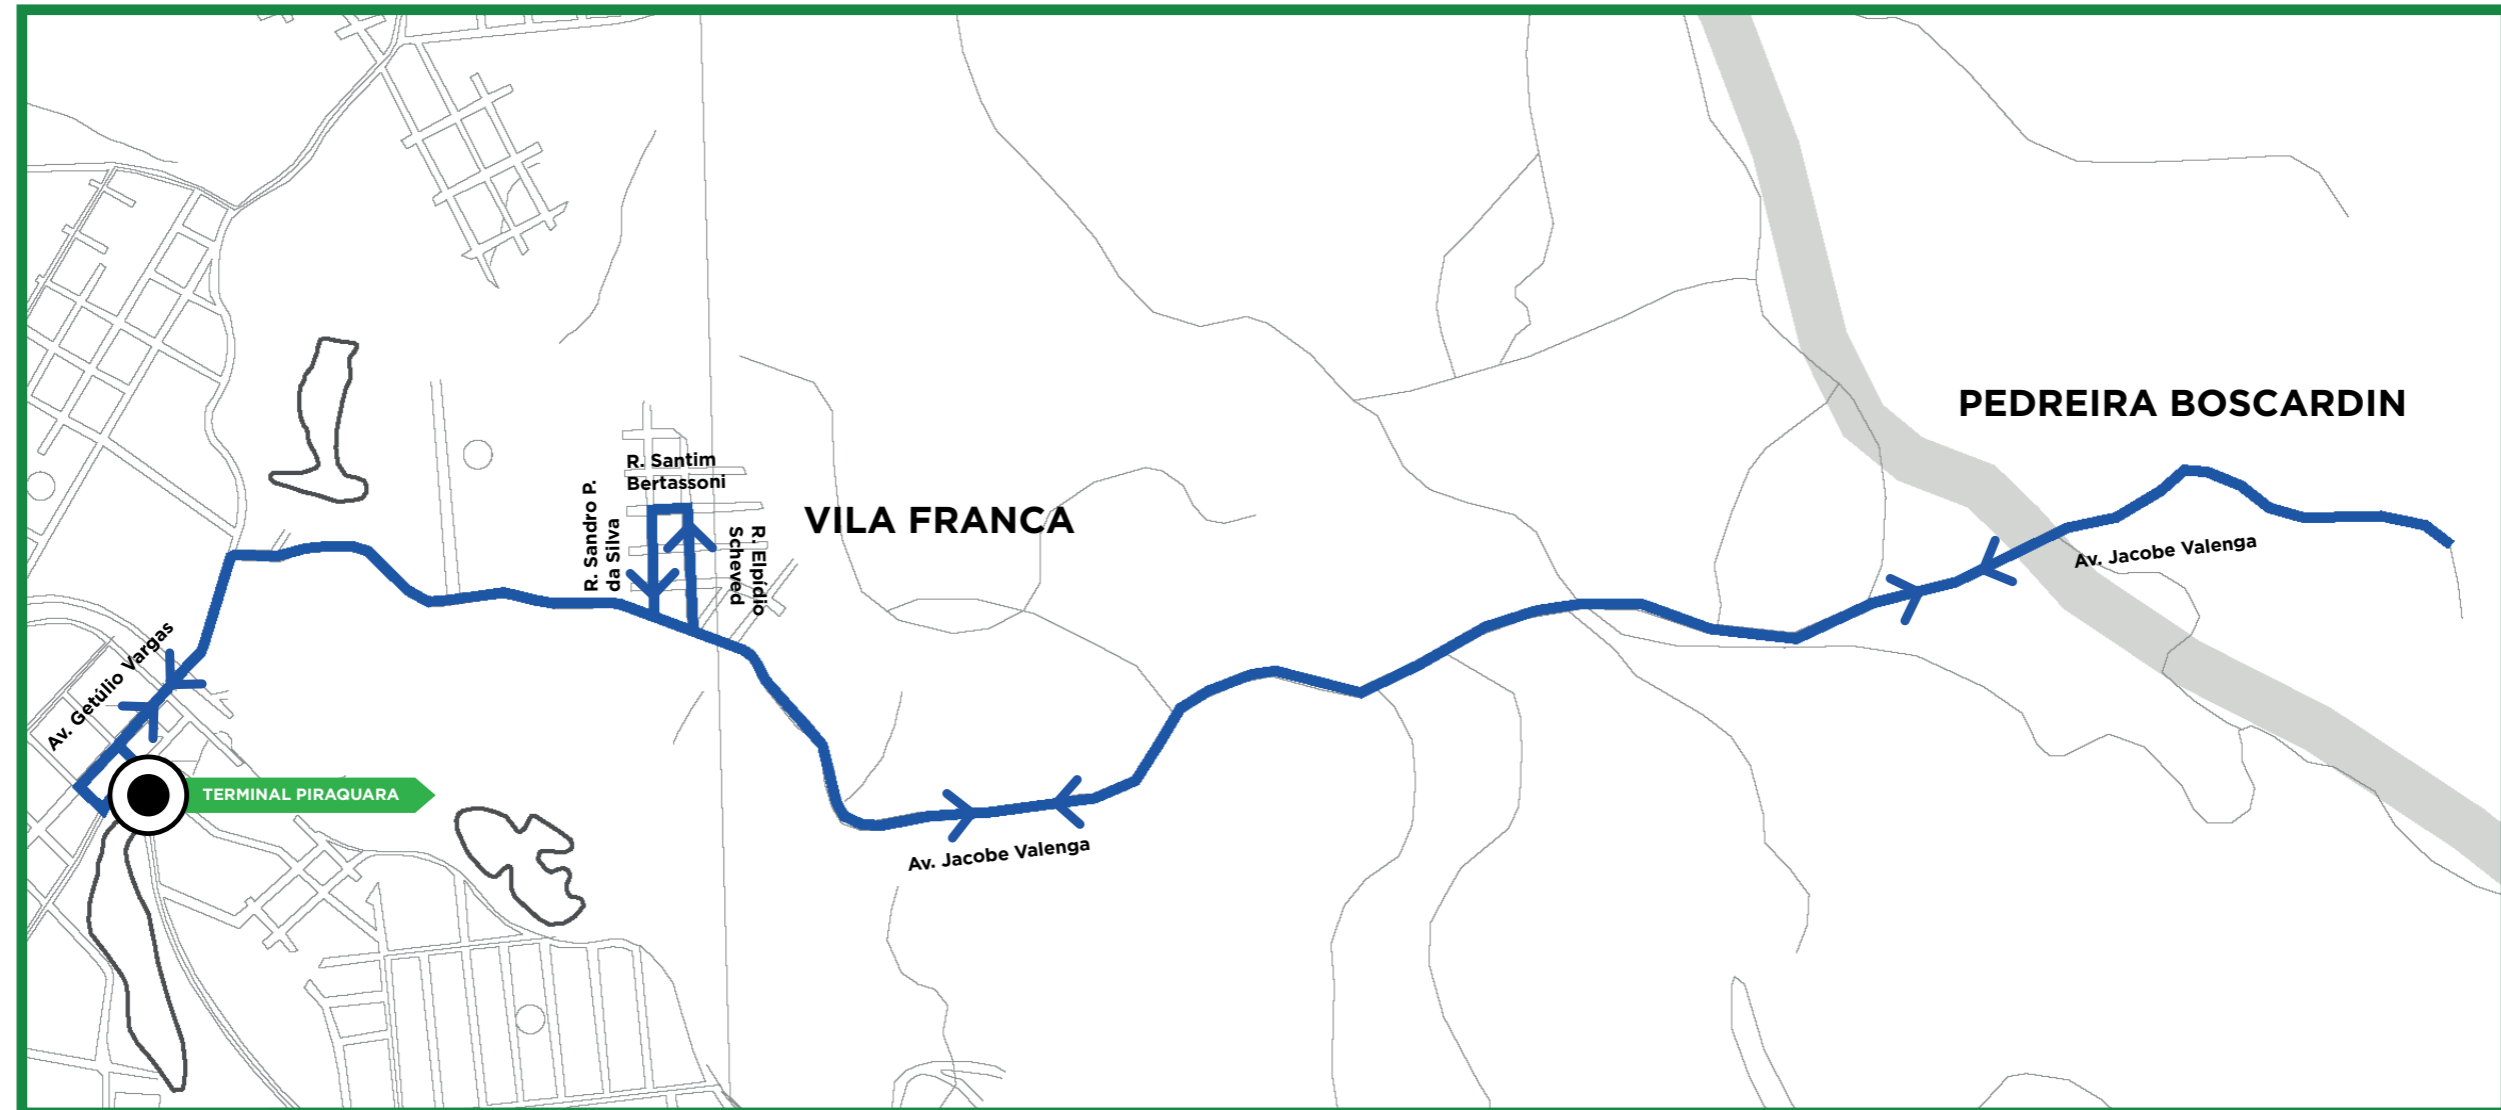 PEDREIRA BOSCARDIN
R. Santim
Bertassoni
R. Sandro P.
da Silva
VILA FRANCA
R. Elpídio
Scheved
Av. Jacobe Valenga
Av. Getúlio Vargas
TERMINAL PIRAQUARA
Av. Jacobe Valenga